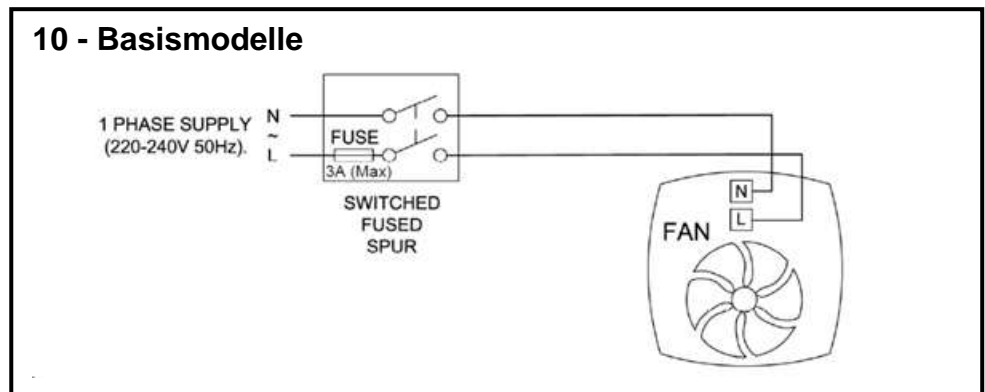 10 - Basismodelle
1 PHASE SUPPLY
(220-240V 50Hz).
N
~
L
FUSE
3A (Max)
SWITCHED
FUSED
SPUR
N
L
FAN